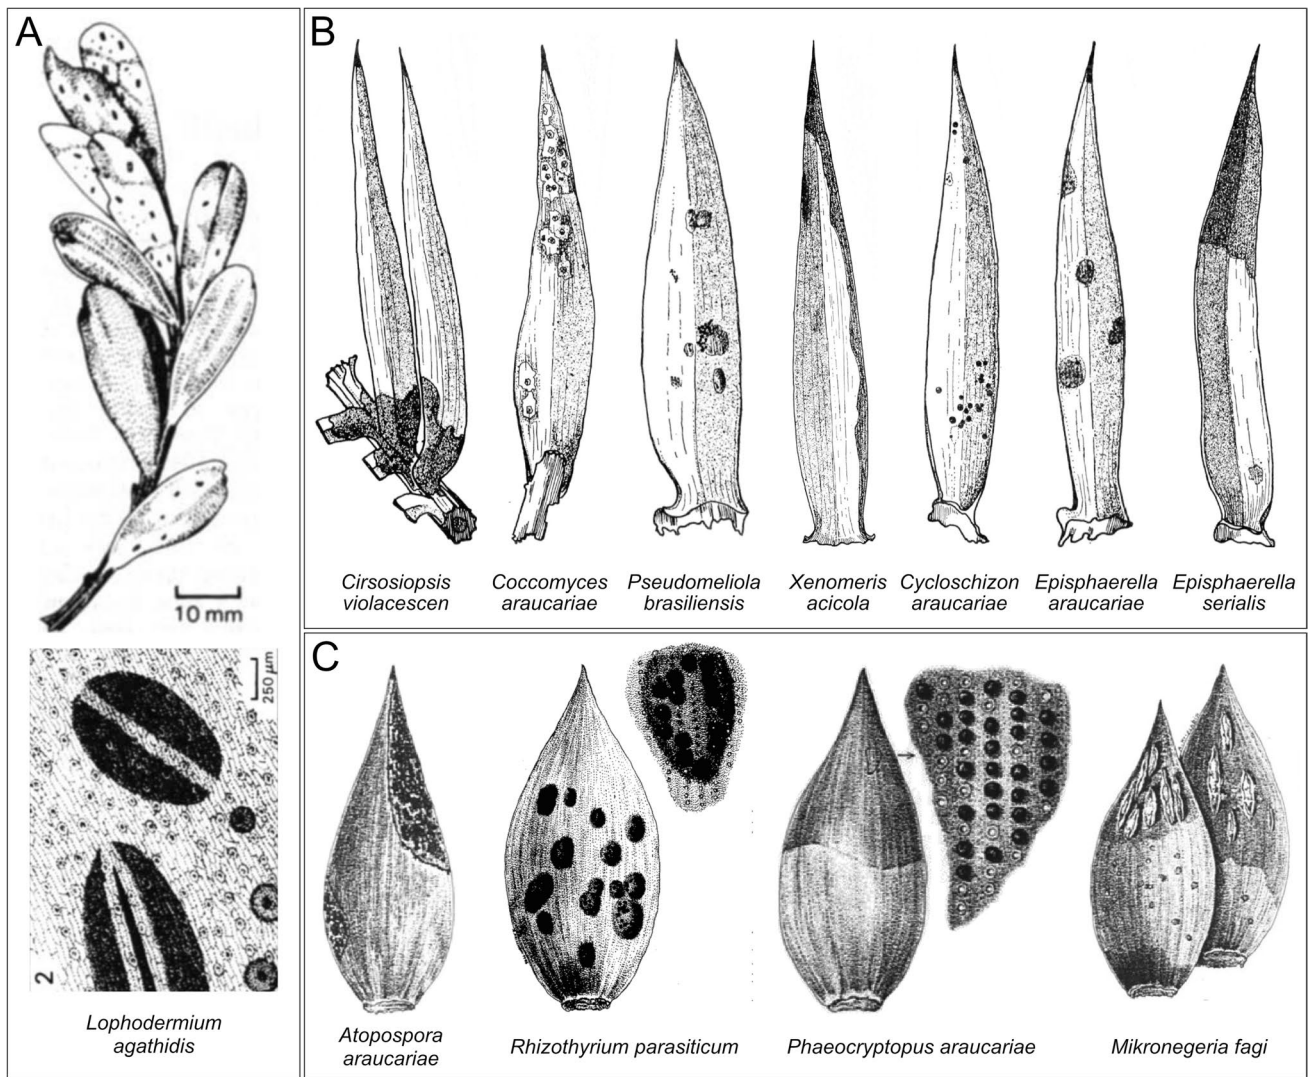 A
10 mm
250 µm
2
Lophodermium
agathidis
B
Cirsosiopsis
violacescen
Coccomyces
araucariae
Pseudomeliola
brasiliensis
Xenomeris
acicola
Cycloschizon
araucariae
Episphaerella
araucariae
Episphaerella
serialis
C
Atopospora
araucariae
Rhizothyrium parasiticum
Phaeocryptopus araucariae
Mikronegeria fagi